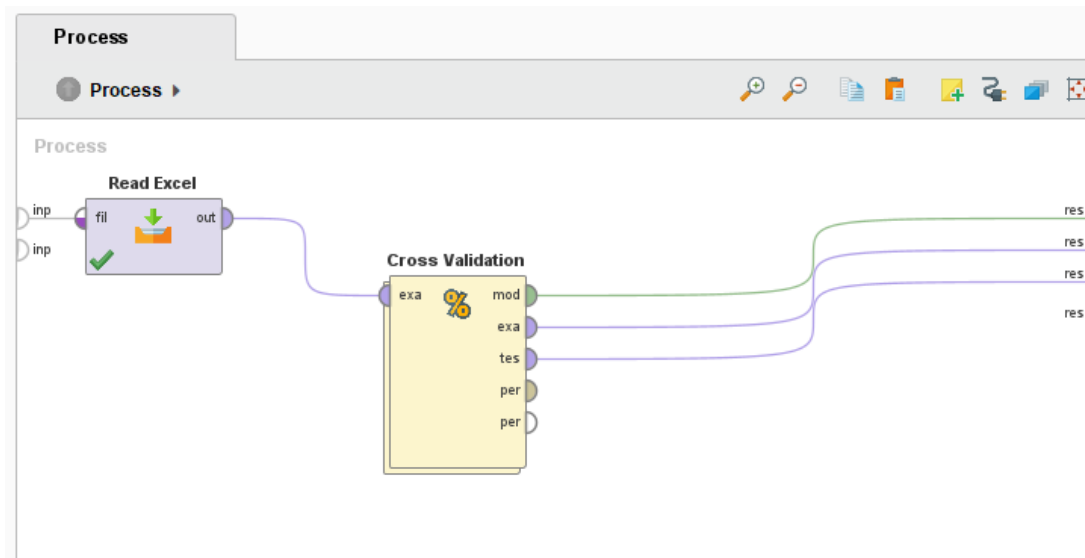 Process
Process
Process
Read Excel
inp
fil
out
inp
res
res
Cross Validation
res
exa
mod
exa
res
tes
per
per